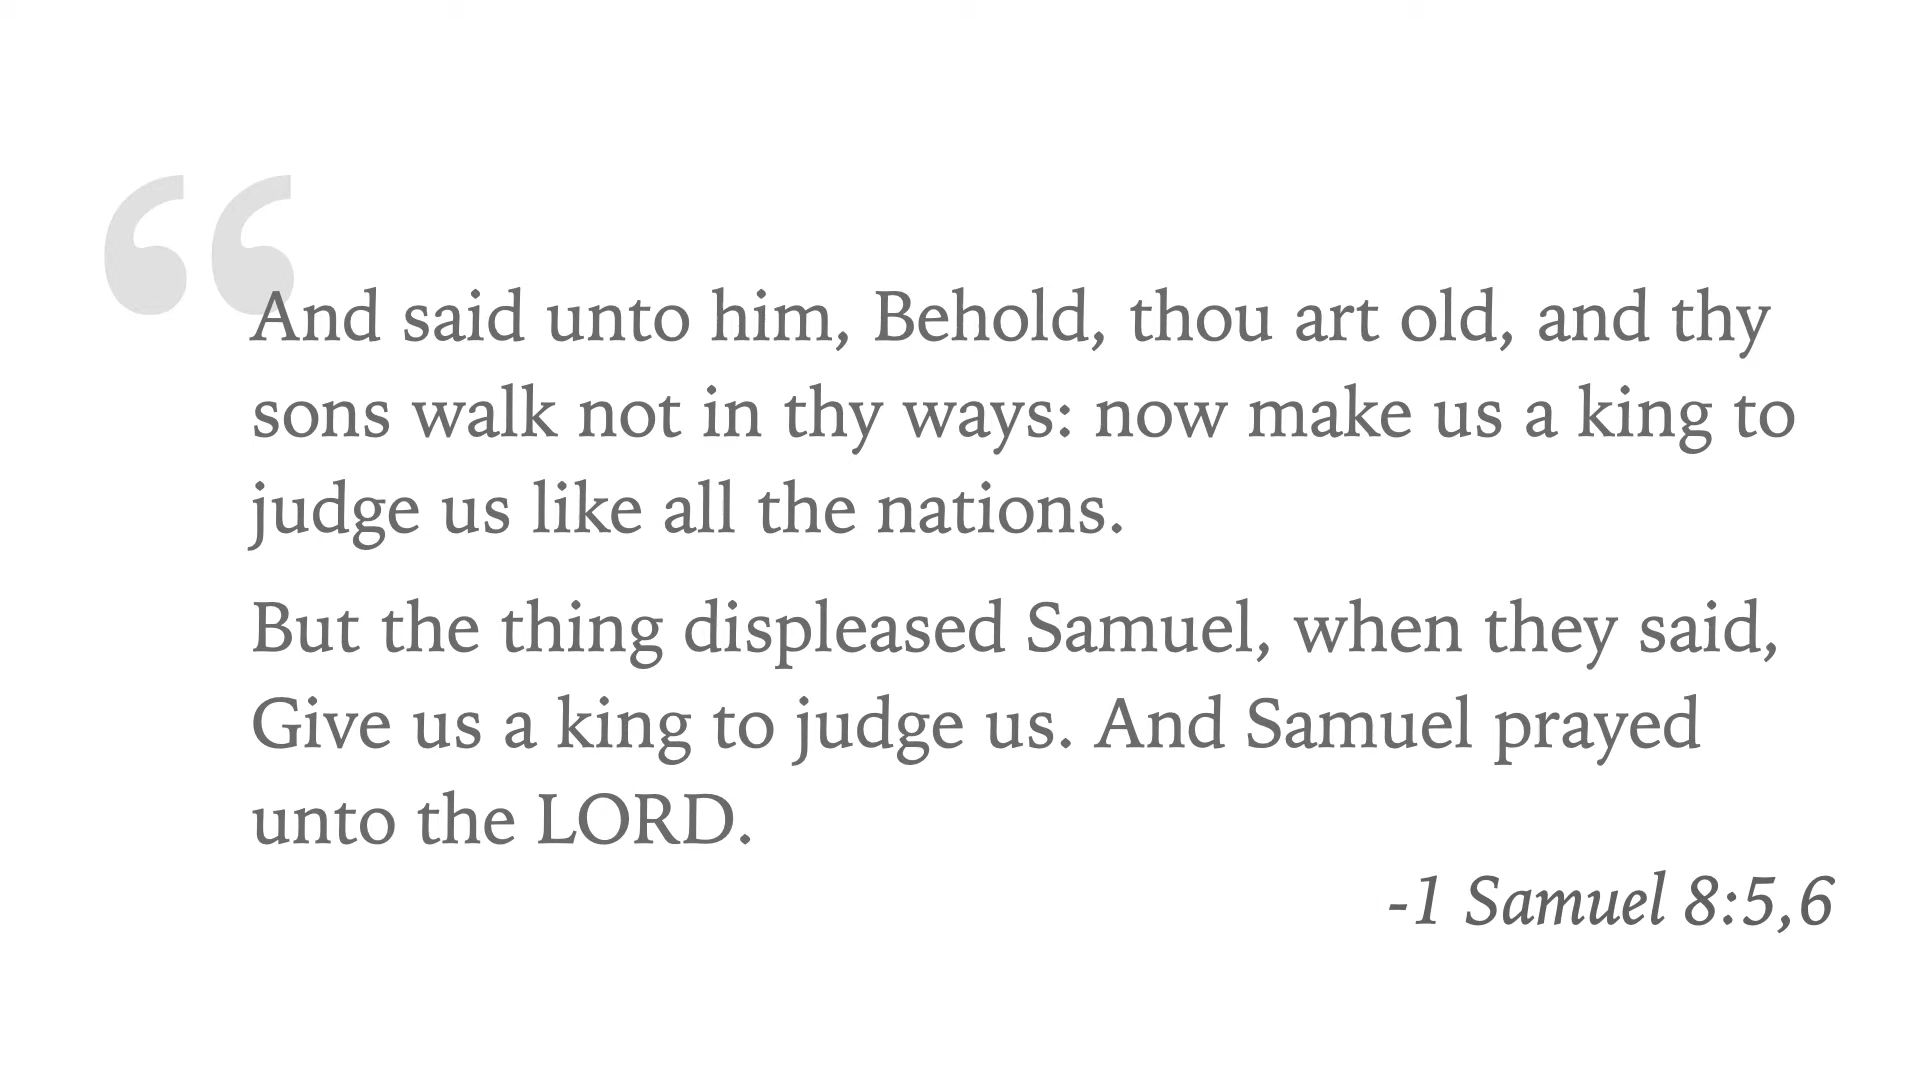 “
And said unto him, Behold, thou art old, and thy
sons walk not in thy ways: now make us a king to
judge us like all the nations.
But the thing displeased Samuel, when they said,
Give us a king to judge us. And Samuel prayed
unto the LORD.
-1 Samuel 8:5,6